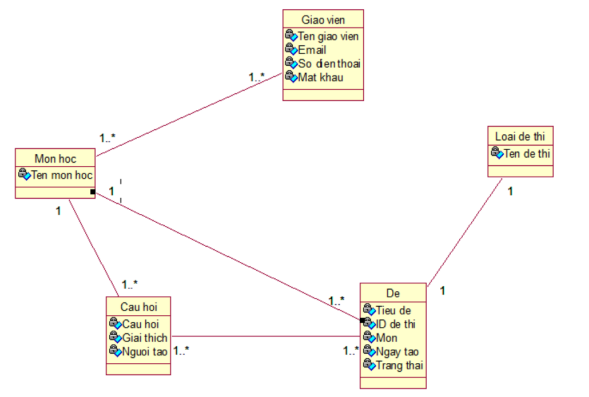 Giao vien
Ten giao vien
Email
So dien thoai
Mat khau
1..*
1..*
Mon hoc
Ten mon hoc
1
1
Loai de thi
Ten de thi
1
1
1..*
1..*
Cau hoi
Cau hoi
Giai thich
Nguoi tao
1..*
1..*
De
Tieu de
ID de thi
Mon
Ngay tao
Trang thai